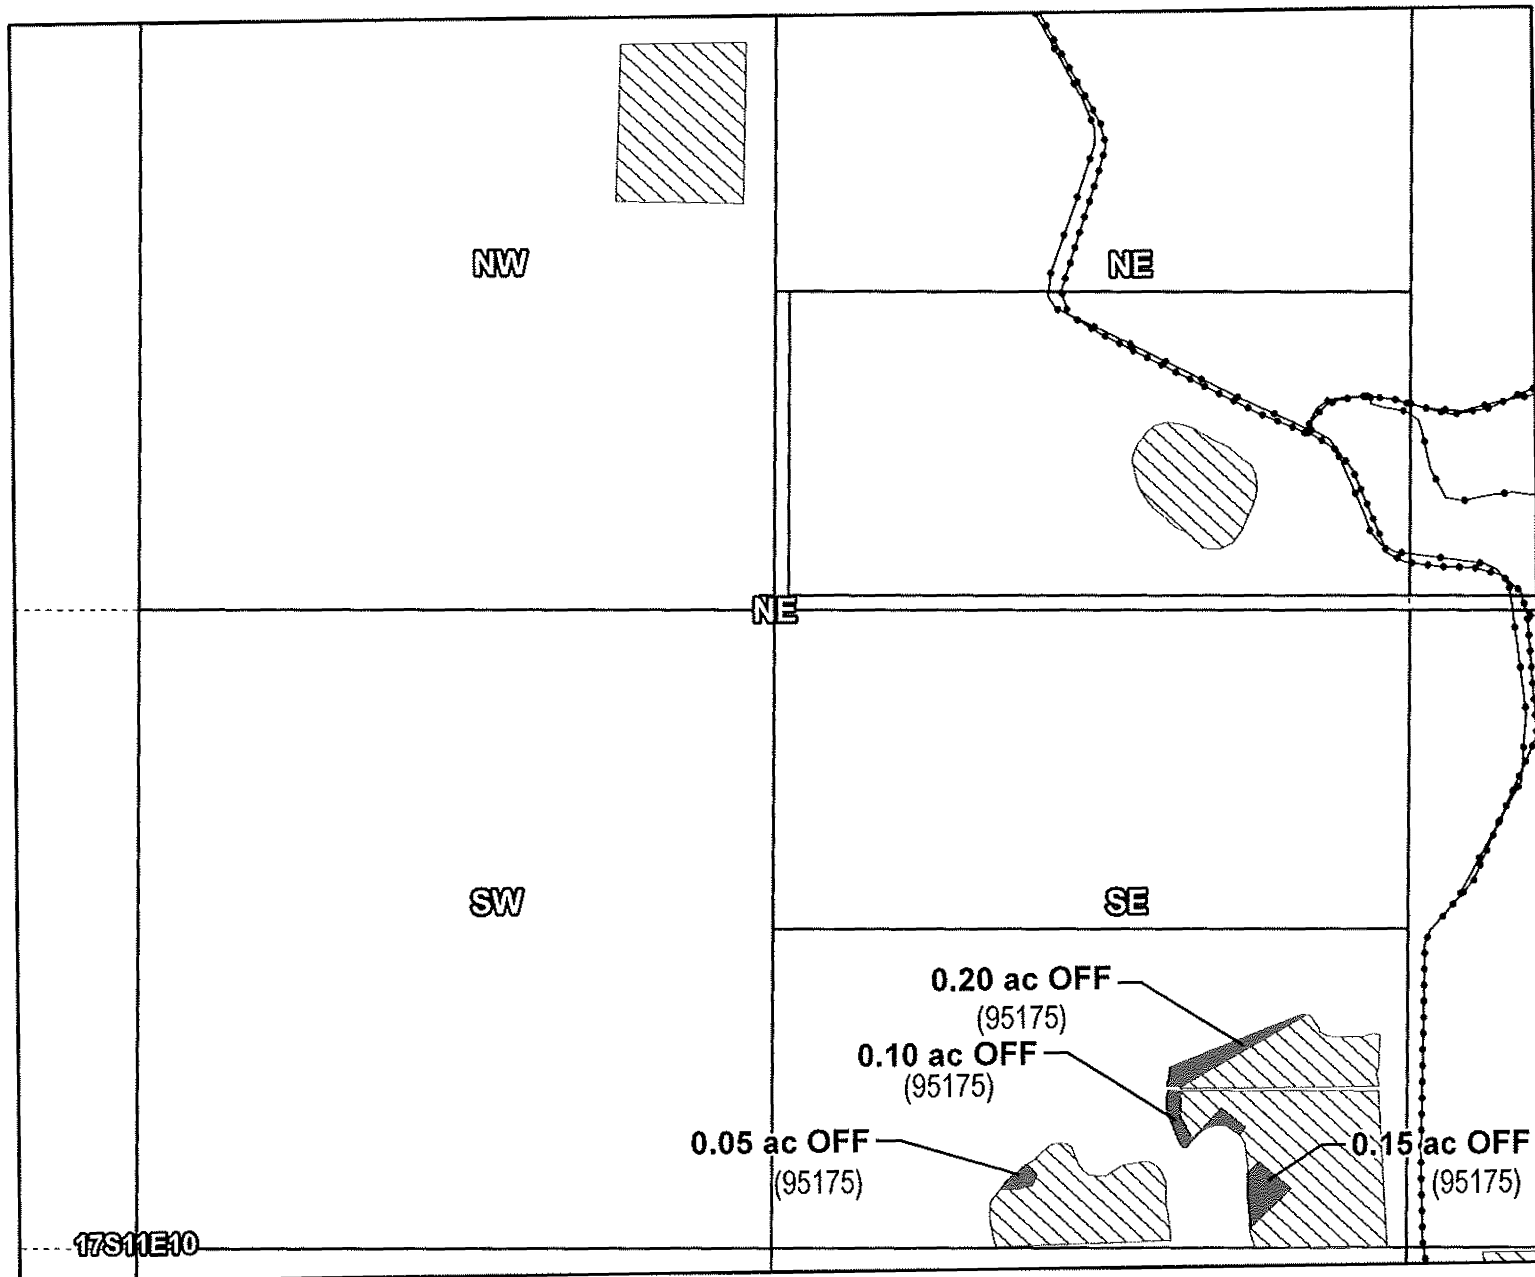 NW
NE
NE
SW
SE
0.20 ac OFF
(95175)
0.10 ac OFF
(95175)
0.05 ac OFF
(95175)
0.15 ac OFF
(95175)
17S11E10